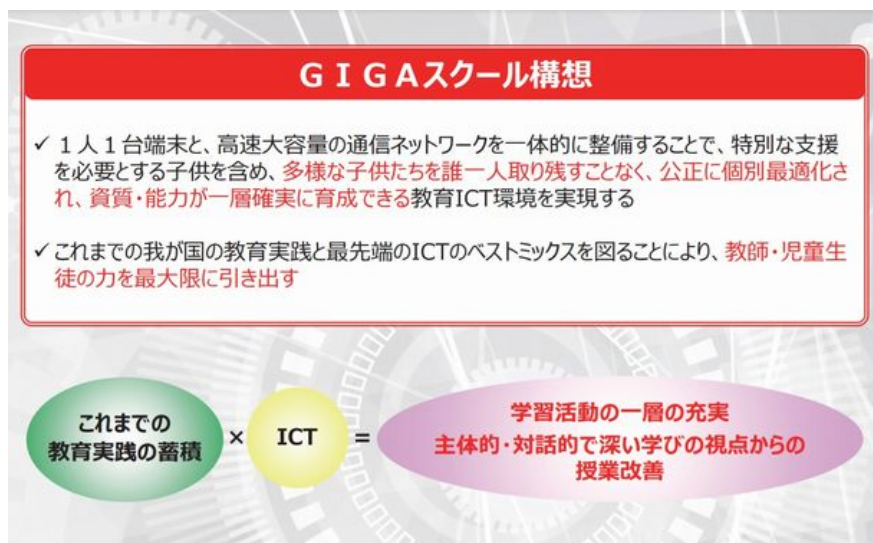 GIGAスクール構想
✓ 1人1台端末と、高速大容量の通信ネットワークを一体的に整備することで、特別な支援
を必要とする子供を含め、多様な子供たちを誰一人取り残すことなく、公正に個別最適化さ
れ、資質・能力が一層確実に育成できる教育ICT環境を実現する
✓ これまでの我が国の教育実践と最先端のICTのベストミックスを図ることにより、教師・児童生
徒の力を最大限に引き出す
これまでの
教育実践の蓄積
×
ICT
=
学習活動の一層の充実
主体的・対話的で深い学びの視点からの
授業改善